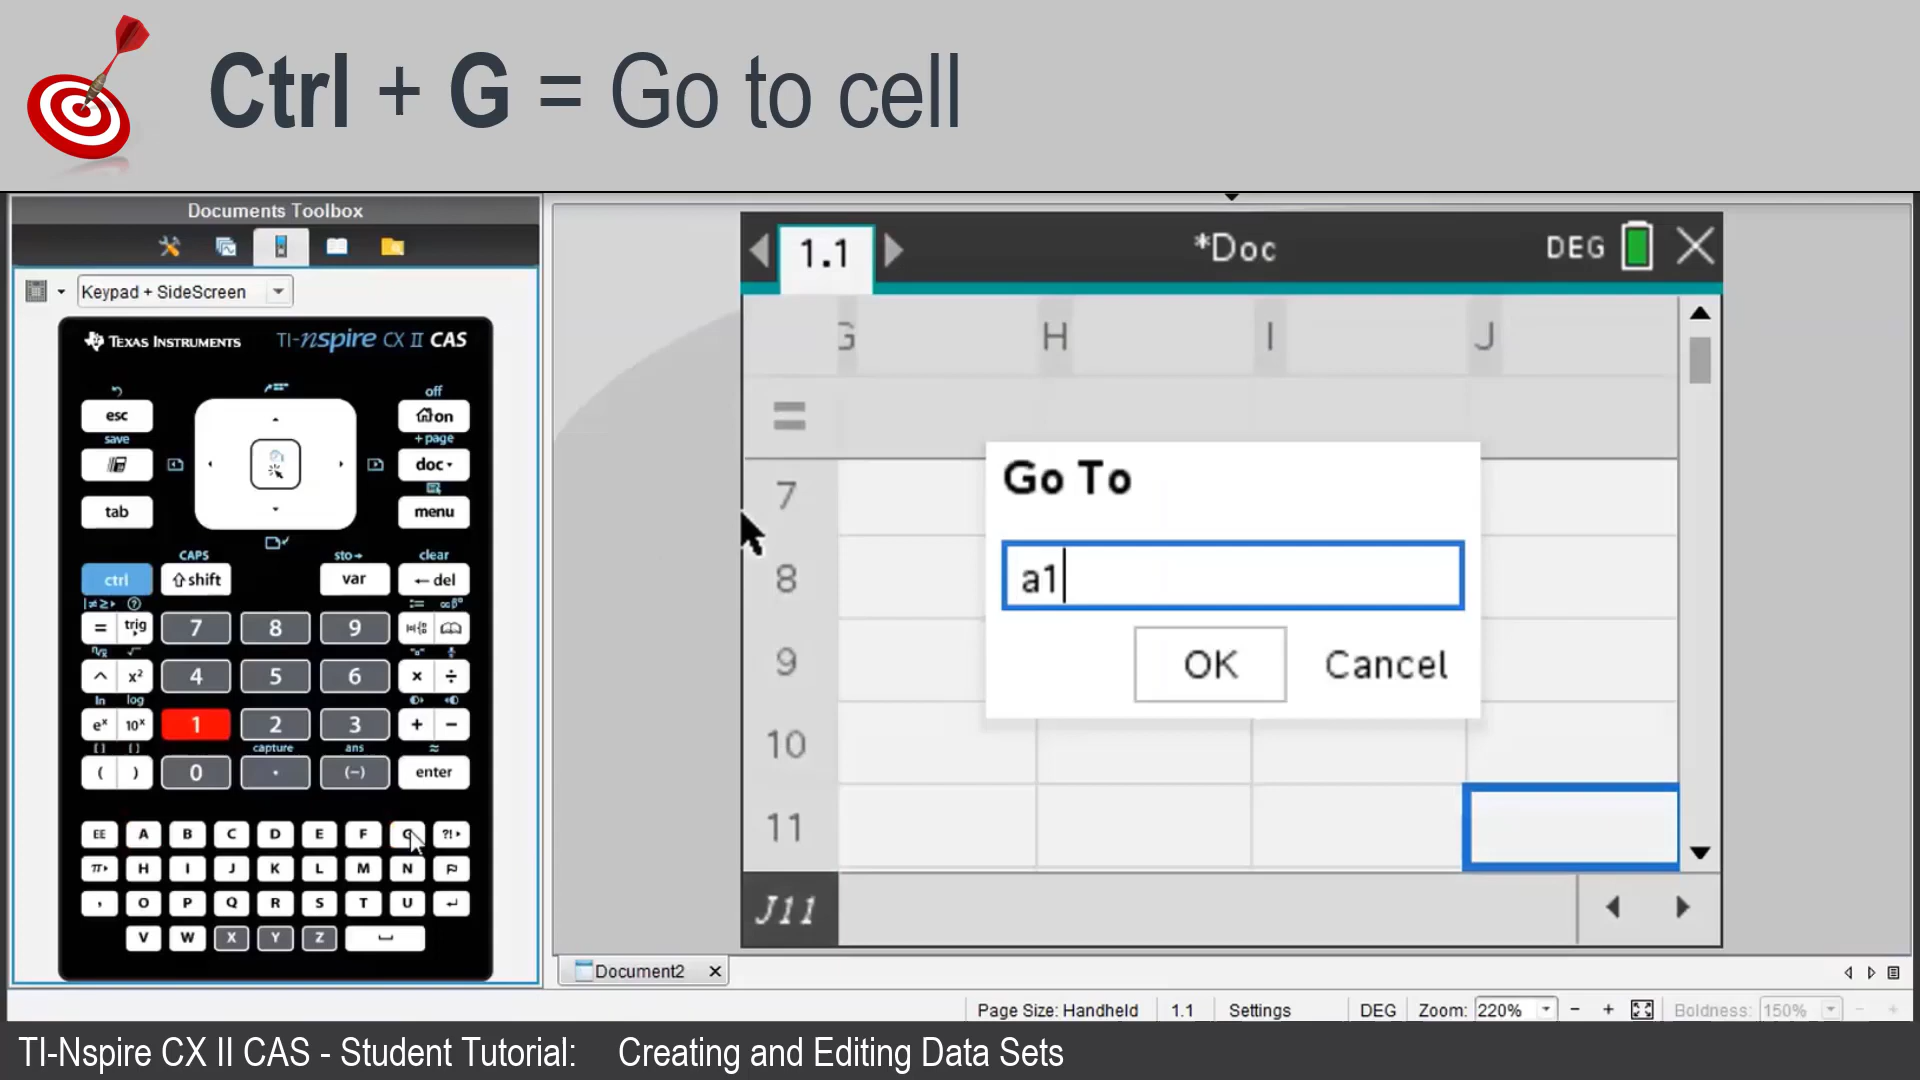 Ctrl + G = Go to cell
Documents Toolbox
Keypad + SideScreen
TEXAS INSTRUMENTS
TI-nspire CX II CAS
off
esc
on
save
+ page
doc
tab
menu
CAPS
sto→
clear
ctrl
⇧shift
var
←del
= trig 7 8 9
^ x² 4 5 6 × ÷
ln log
eˣ 10ˣ 1 2 3 + −
[ ] { } capture ans ≈
( ) 0 . (−) enter
EE A B C D E F G ?!▸
π▸ H I J K L M N
, O P Q R S T U ↵
V W X Y Z
1.1
*Doc
DEG
G H I J
=
7
8
9
10
11
Go To
a1
OK
Cancel
J11
Document2
Page Size: Handheld 1.1 Settings DEG Zoom: 220% − + Boldness: 150% − +
TI-Nspire CX II CAS - Student Tutorial: Creating and Editing Data Sets